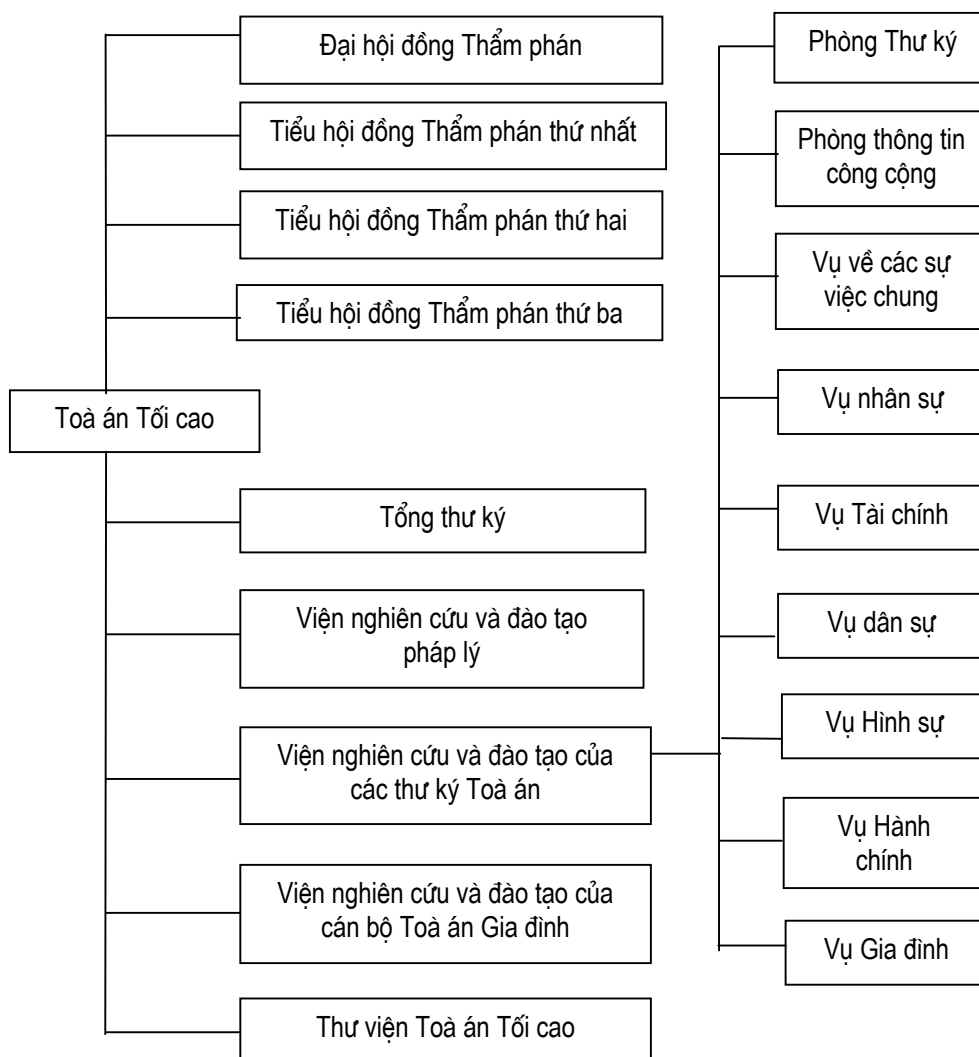 Đại hội đồng Thẩm phán
Tiểu hội đồng Thẩm phán thứ nhất
Tiểu hội đồng Thẩm phán thứ hai
Tiểu hội đồng Thẩm phán thứ ba
Toà án Tối cao
Tổng thư ký
Viện nghiên cứu và đào tạo
pháp lý
Viện nghiên cứu và đào tạo của
các thư ký Toà án
Viện nghiên cứu và đào tạo của
cán bộ Toà án Gia đình
Thư viện Toà án Tối cao
Phòng Thư ký
Phòng thông tin
công cộng
Vụ về các sự
việc chung
Vụ nhân sự
Vụ Tài chính
Vụ dân sự
Vụ Hình sự
Vụ Hành
chính
Vụ Gia đình